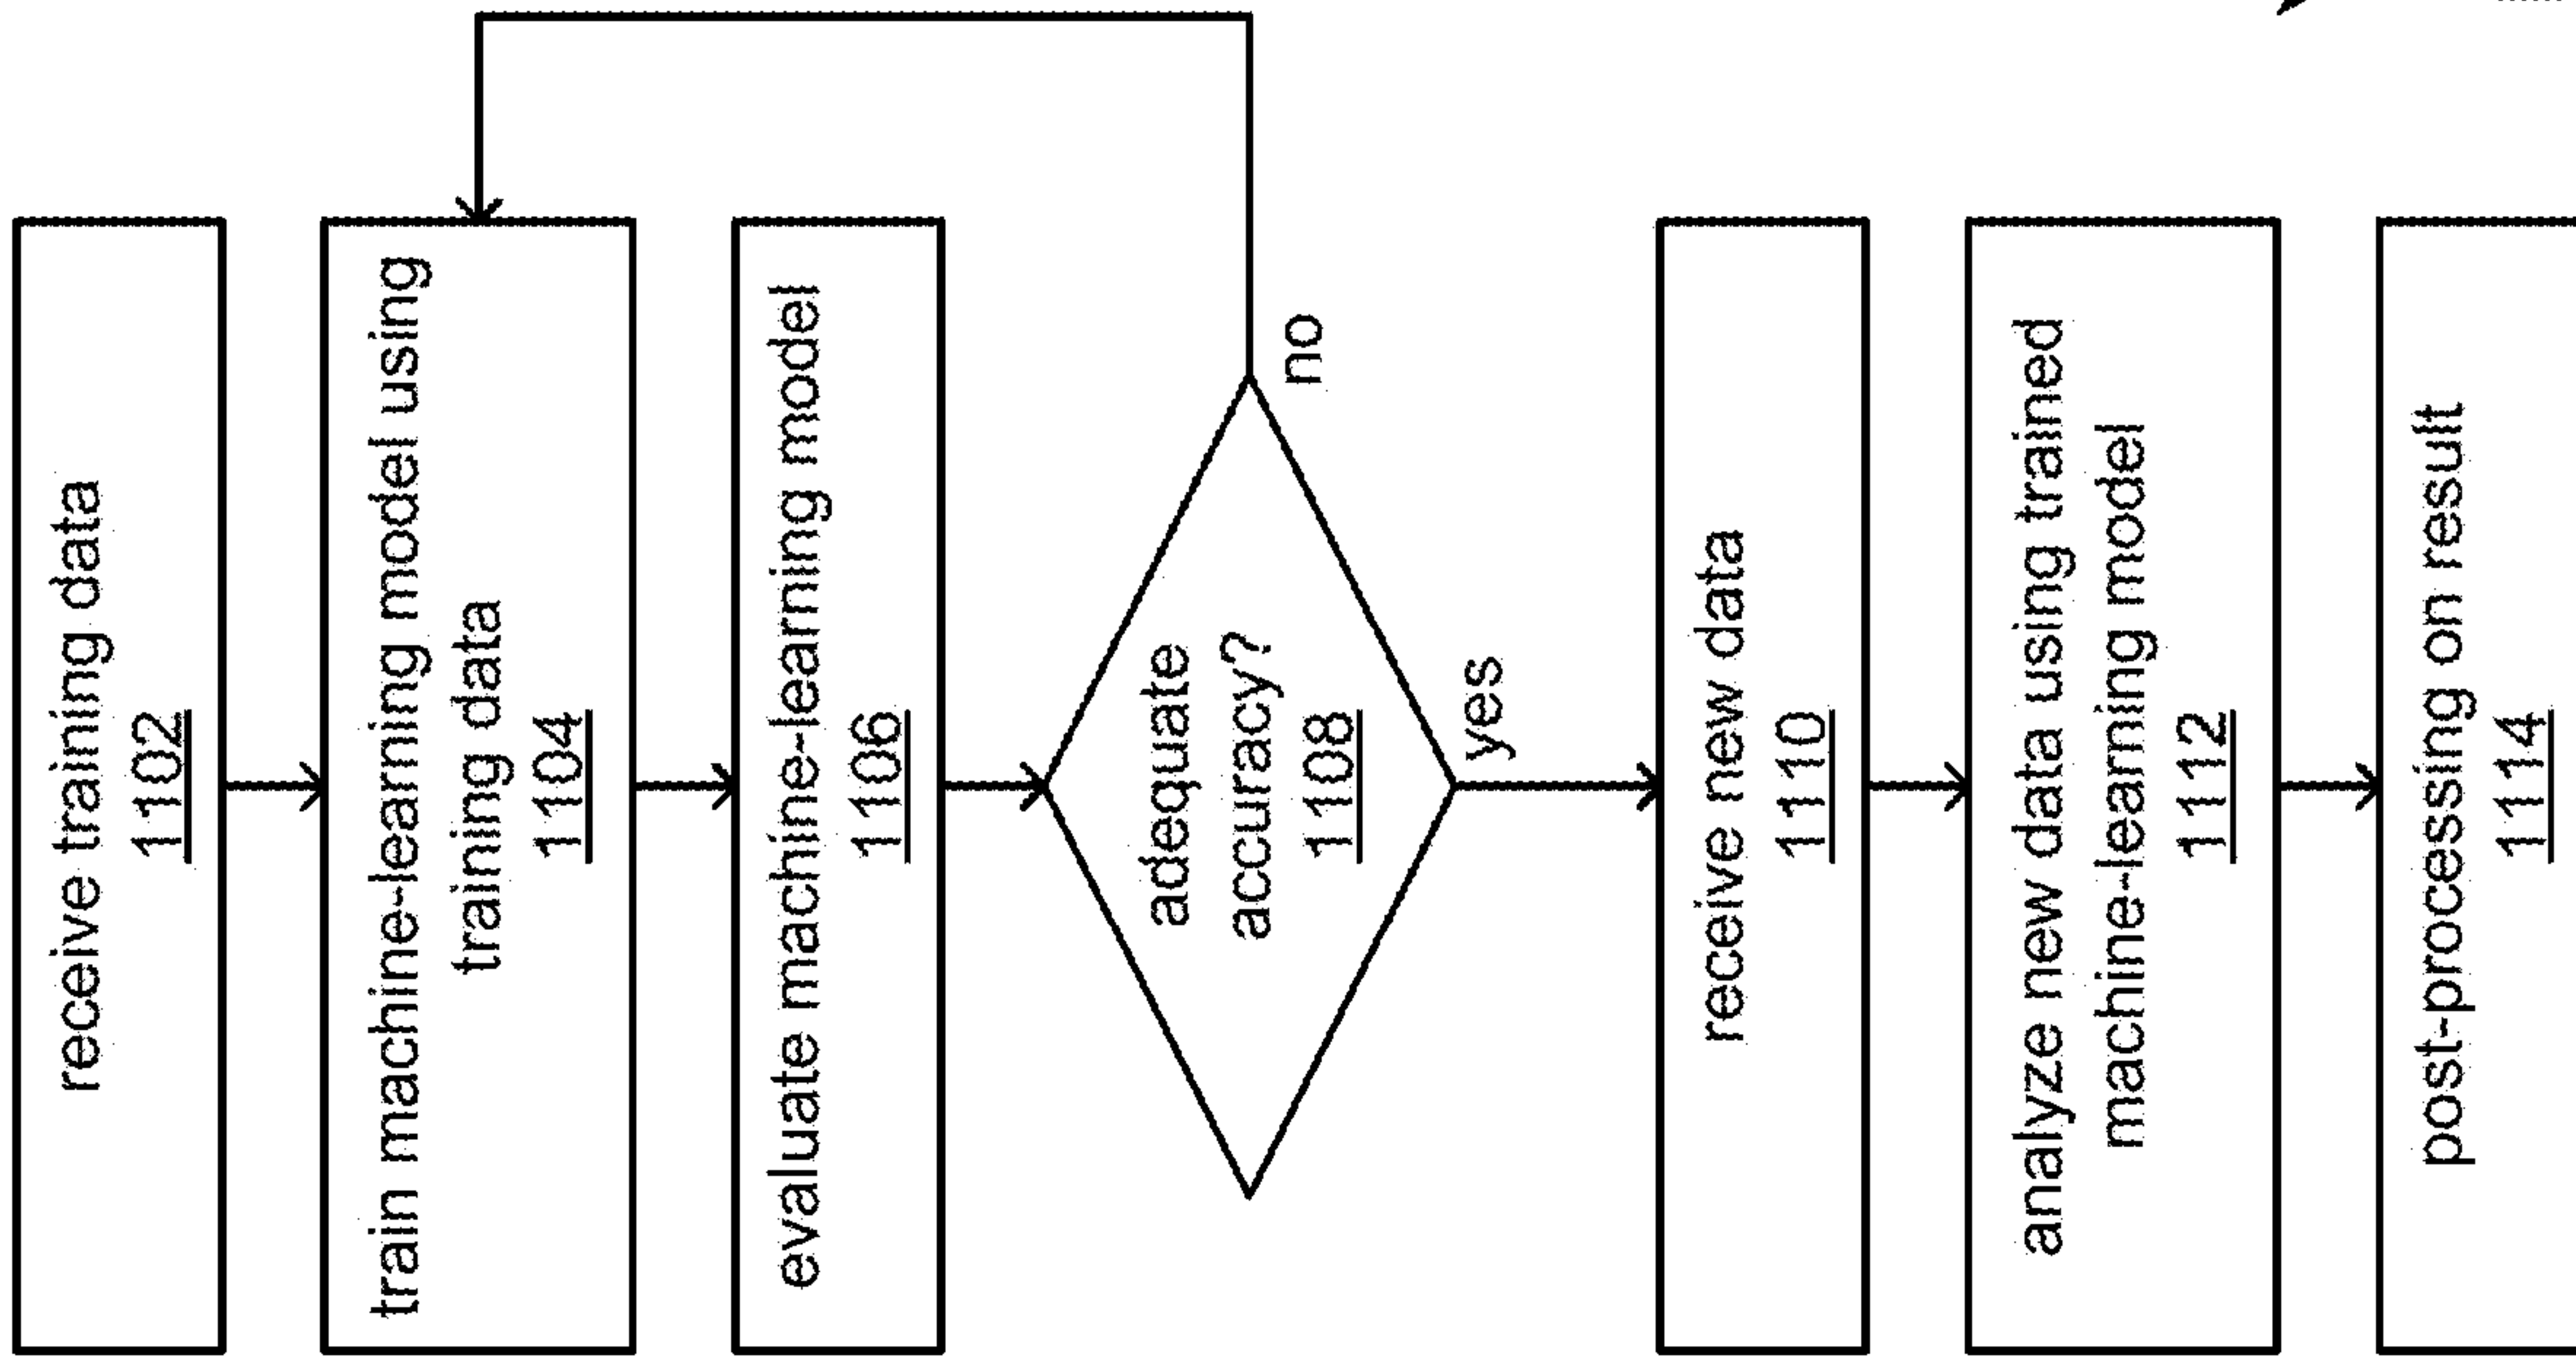 receive training data
1102
train machine-learning model using
training data
1104
evaluate machine-learning model
1106
adequate
accuracy?
1108
no
yes
receive new data
1110
analyze new data using trained
machine-learning model
1112
post-processing on result
1114